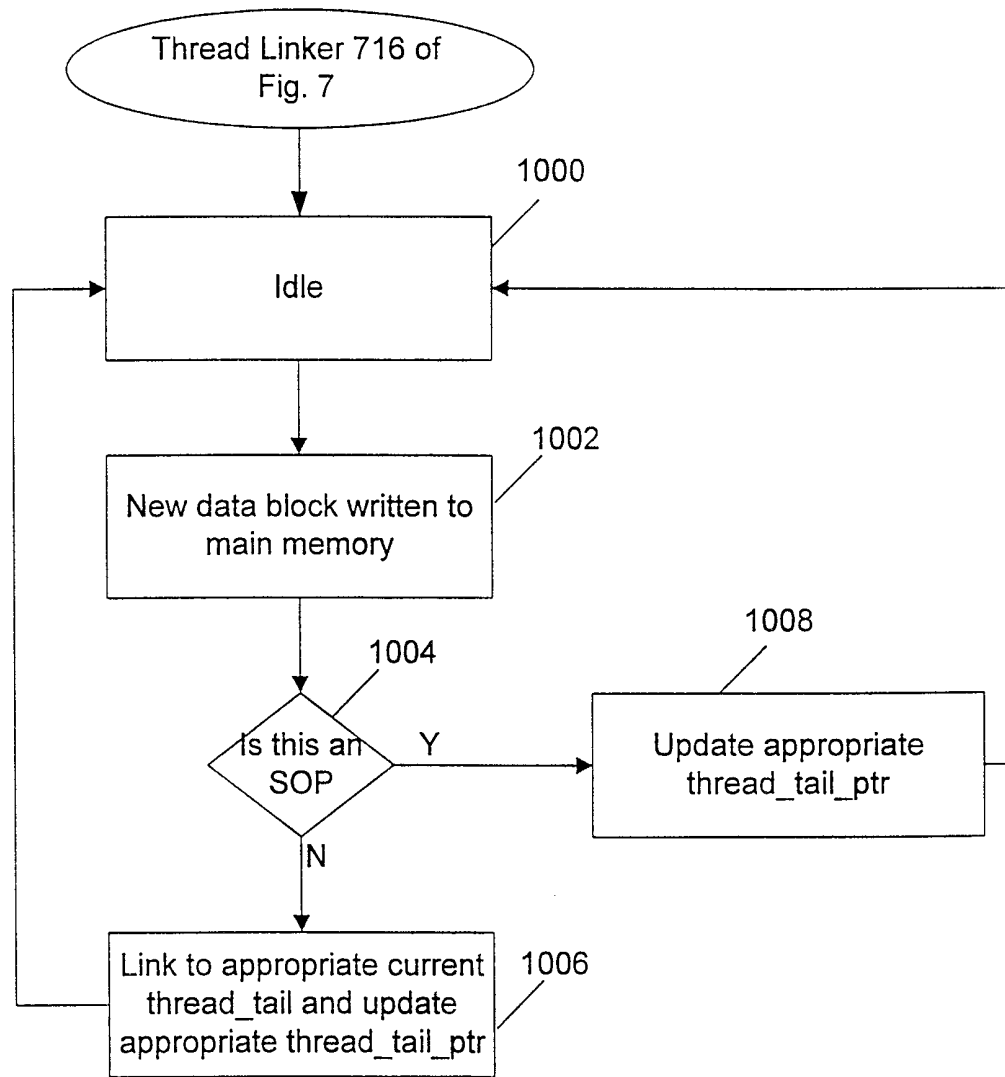 Thread Linker 716 of
Fig. 7
1000
Idle
1002
New data block written to
main memory
1004
Is this an
SOP
Y
N
1008
Update appropriate
thread_tail_ptr
Link to appropriate current
thread_tail and update
appropriate thread_tail_ptr
1006